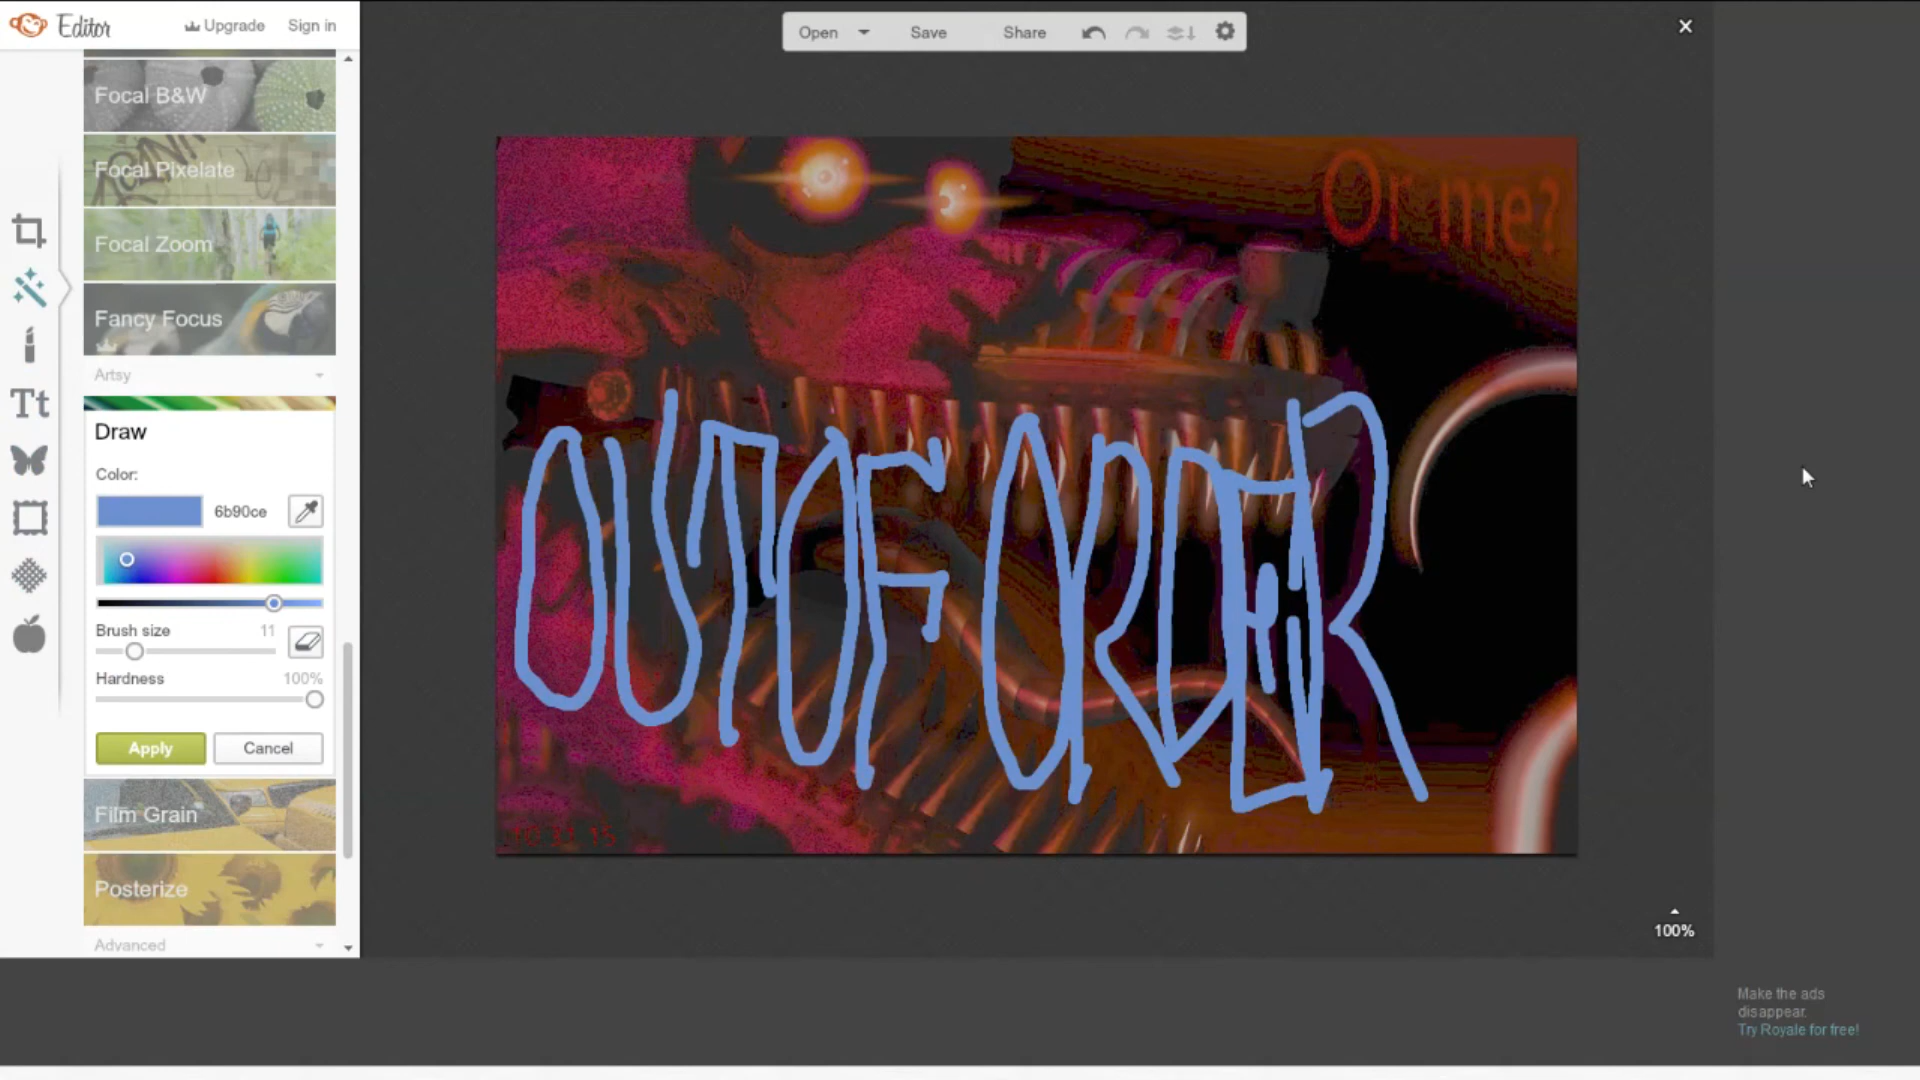 Editor
Upgrade
Sign in
Open
Save
Share
Focal B&W
Focal Pixelate
Focal Zoom
Fancy Focus
Artsy
Draw
Color:
6b90ce
Brush size 11
Hardness 100%
Apply
Cancel
Film Grain
Posterize
Advanced
Tt
Or me?
OUT OF ORDER
100%
Make the ads
disappear.
Try Royale for free!